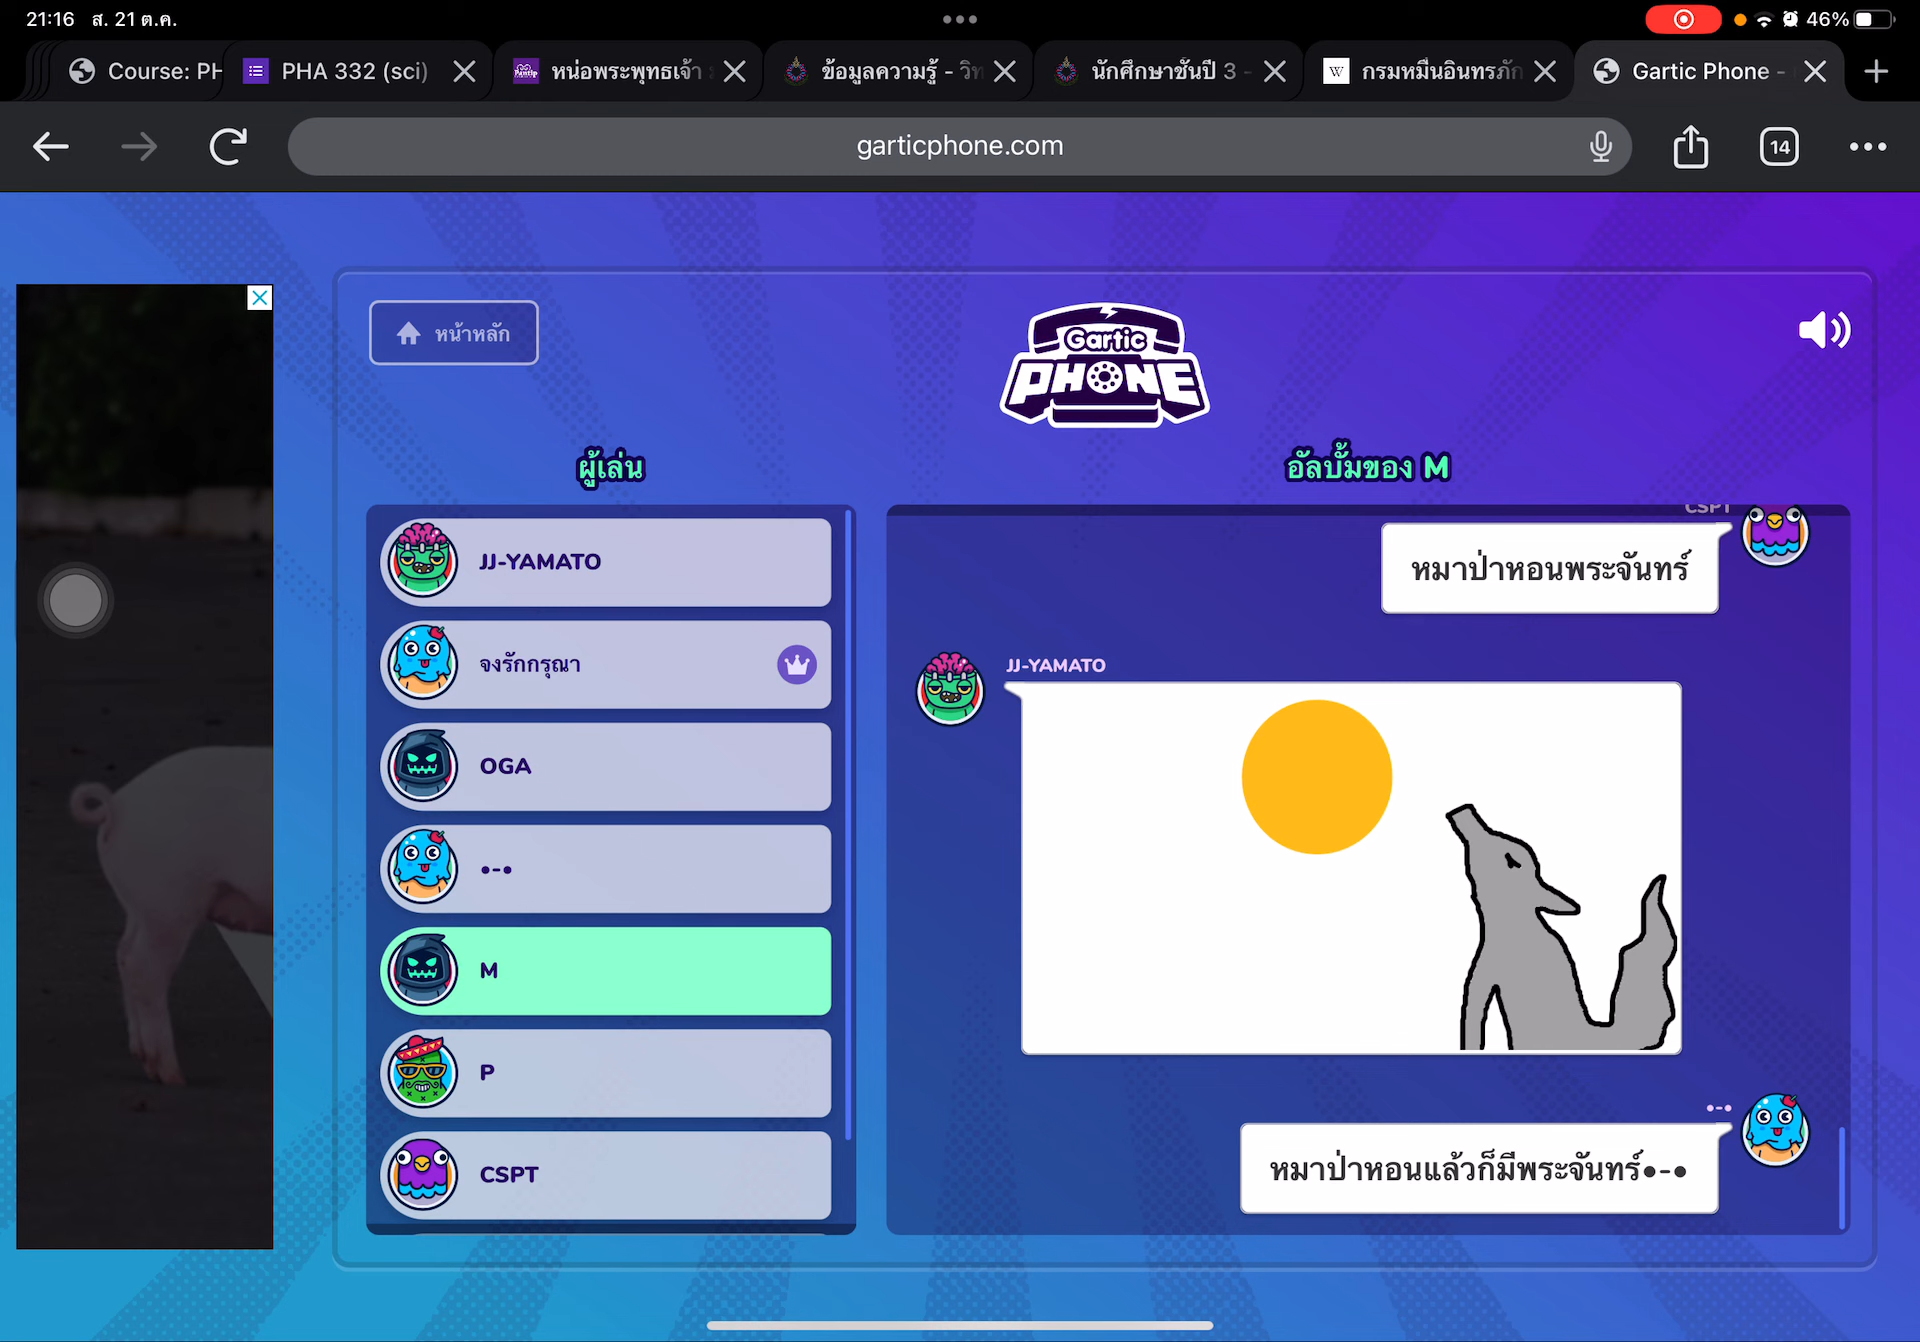 21:16 ส. 21 ต.ค.
46%
Course: PH
PHA 332 (sci)
หน่อพระพุทธเจ้า
ข้อมูลความรู้ - วิท
นักศึกษาชั้นปี 3 -
W กรมหมื่นอินทรภัก
Gartic Phone -
garticphone.com
14
หน้าหลัก
Gartic
PHONE
ผู้เล่น
อัลบั้มของ M
JJ-YAMATO
จงรักกรุณา
OGA
•-•
M
P
CSPT
CSPT
หมาป่าหอนพระจันทร์
JJ-YAMATO
•-•
หมาป่าหอนแล้วก็มีพระจันทร์•-•